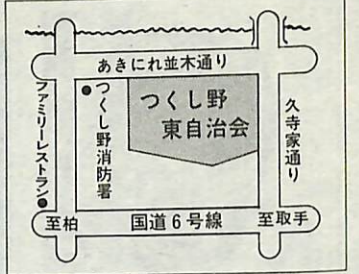 あきにれ並木通り
つくし野
東自治会
久寺家通り
つくし野消防署
ファミリーレストラン
至柏
国道6号線
至取手